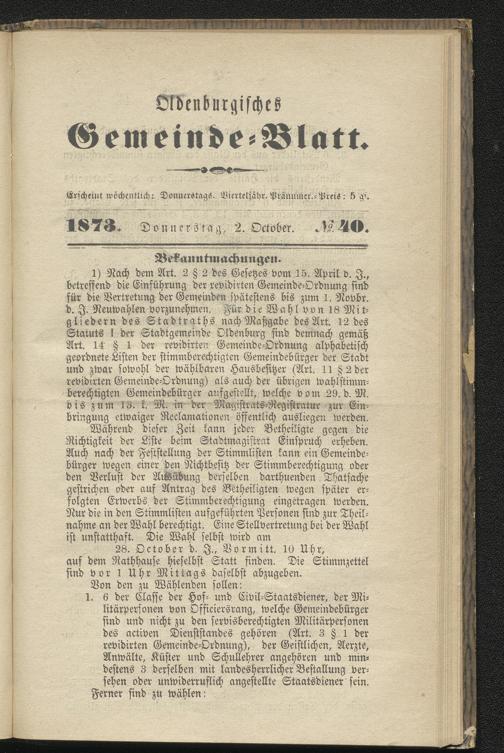 Oldenburgisches
Gemeinde=Blatt.
Erscheint wöchentlich: Donnerstags. Vierteljähr. Pränumer.=Preis: 5 gr.
1873. Donnerstag, 2. October. № 40.
Bekanntmachungen.
1) Nach dem Art. 2 § 2 des Gesetzes vom 15. April d. J.,
betreffend die Einführung der revidirten Gemeinde=Ordnung sind
für die Vertretung der Gemeinden spätestens bis zum 1. Novbr.
d. J. Neuwahlen vorzunehmen. Für die Wahl von 18 Mit=
gliedern des Stadtraths nach Maßgabe des Art. 12 des
Statuts I der Stadtgemeinde Oldenburg sind demnach gemäß
Art. 14 § 1 der revidirten Gemeinde=Ordnung alphabetisch
geordnete Listen der stimmberechtigten Gemeindebürger der Stadt
und zwar sowohl der wählbaren Hausbesitzer (Art. 11 § 2 der
revidirten Gemeinde=Ordnung) als auch der übrigen wahlstimm=
berechtigten Gemeindebürger aufgestellt, welche vom 29. d. M.
bis zum 13. k. M. in der Magistrats=Registratur zur Ein=
bringung etwaiger Reclamationen öffentlich ausliegen werden.
Während dieser Zeit kann jeder Betheiligte gegen die
Richtigkeit der Liste beim Stadtmagistrat Einspruch erheben.
Auch nach der Feststellung der Stimmlisten kann ein Gemeinde=
bürger wegen einer den Nichtbesitz der Stimmberechtigung oder
den Verlust der Ausübung derselben darthuenden Thatsache
gestrichen oder auf Antrag des Betheiligten wegen später er=
folgten Erwerbs der Stimmberechtigung eingetragen werden.
Nur die in den Stimmlisten aufgeführten Personen sind zur Theil=
nahme an der Wahl berechtigt. Eine Stellvertretung bei der Wahl
ist unstatthaft. Die Wahl selbst wird am
28. October d. J., Vormitt. 10 Uhr,
auf dem Rathhause hieselbst Statt finden. Die Stimmzettel
sind vor 1 Uhr Mittags daselbst abzugeben.
Von den zu Wählenden sollen:
1. 6 der Classe der Hof= und Civil=Staatsdiener, der Mi=
litärpersonen von Officiersrang, welche Gemeindebürger
sind und nicht zu den servisberechtigten Militärpersonen
des activen Dienststandes gehören (Art. 3 § 1 der
revidirten Gemeinde=Ordnung), der Geistlichen, Aerzte,
Anwälte, Küster und Schullehrer angehören und min=
destens 3 derselben mit landesherrlicher Bestallung ver=
sehen oder unwiderruflich angestellte Staatsdiener sein.
Ferner sind zu wählen: